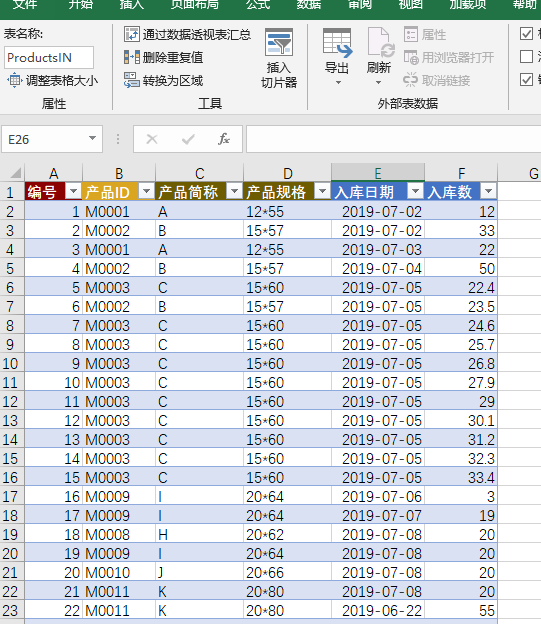 文件 开始 插入 页面布局 公式 数据 审阅 视图 加载项 帮助
表名称:
ProductsIN
调整表格大小
属性
通过数据透视表汇总
删除重复值
转换为区域
插入
切片器
工具
导出
刷新
属性
用浏览器打开
取消链接
外部表数据
E26
fx
A B C D E F G
1 编号 产品ID 产品简称 产品规格 入库日期 入库数
2 1 M0001 A 12*55 2019-07-02 12
3 2 M0002 B 15*57 2019-07-02 33
4 3 M0001 A 12*55 2019-07-03 22
5 4 M0002 B 15*57 2019-07-04 50
6 5 M0003 C 15*60 2019-07-05 22.4
7 6 M0002 B 15*57 2019-07-05 23.5
8 7 M0003 C 15*60 2019-07-05 24.6
9 8 M0003 C 15*60 2019-07-05 25.7
10 9 M0003 C 15*60 2019-07-05 26.8
11 10 M0003 C 15*60 2019-07-05 27.9
12 11 M0003 C 15*60 2019-07-05 29
13 12 M0003 C 15*60 2019-07-05 30.1
14 13 M0003 C 15*60 2019-07-05 31.2
15 14 M0003 C 15*60 2019-07-05 32.3
16 15 M0003 C 15*60 2019-07-05 33.4
17 16 M0009 I 20*64 2019-07-06 3
18 17 M0009 I 20*64 2019-07-07 19
19 18 M0008 H 20*62 2019-07-08 20
20 19 M0009 I 20*64 2019-07-08 20
21 20 M0010 J 20*66 2019-07-08 20
22 21 M0011 K 20*80 2019-07-08 20
23 22 M0011 K 20*80 2019-06-22 55